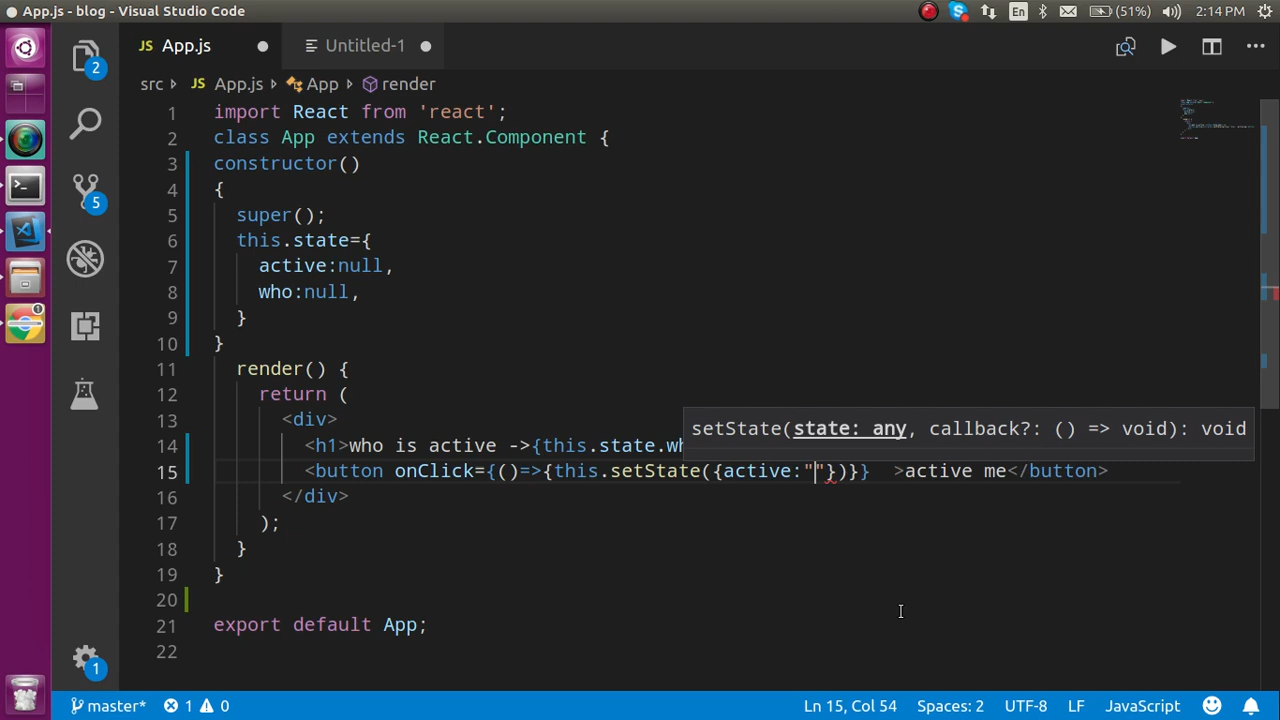 App.js - blog - Visual Studio Code
En
(51%)
2:14 PM
JS App.js
Untitled-1
2
src
JS App.js
App
render
1 import React from 'react';
2 class App extends React.Component {
3 constructor()
4 {
5 super();
6 this.state={
7 active:null,
8 who:null,
9 }
10 }
11 render() {
12 return (
13 <div>
setState(state: any, callback?: () => void): void
14 <h1>who is active ->{this.state.wh
15 <button onClick={()=>{this.setState({active:""})}} >active me</button>
16 </div>
17 );
18 }
19 }
20
21 export default App;
22
5
1
1
master*
1
0
Ln 15, Col 54
Spaces: 2
UTF-8
LF
JavaScript